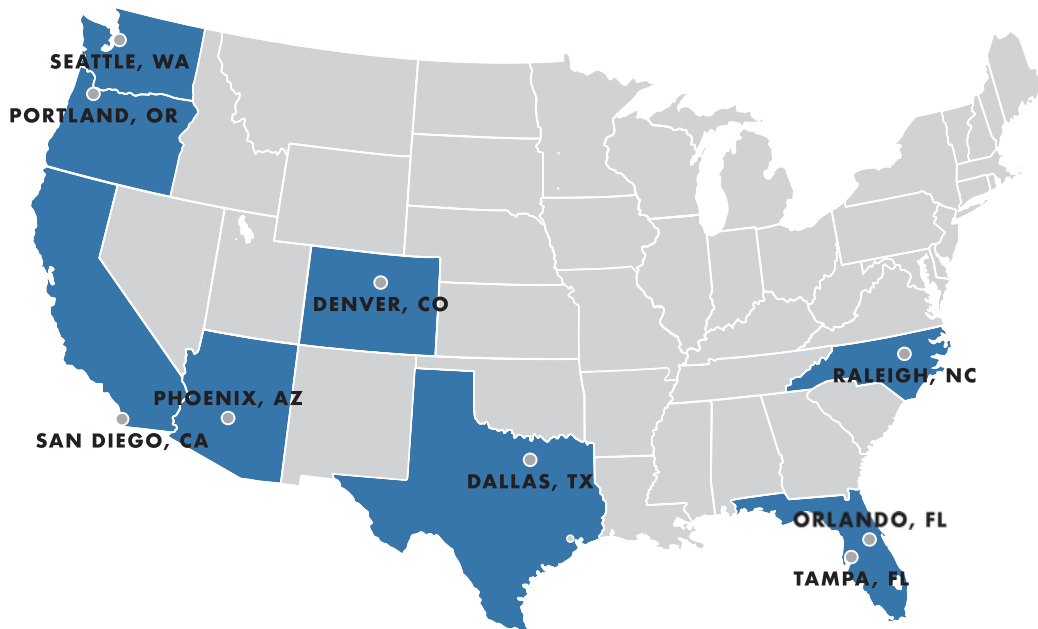 SEATTLE, WA
PORTLAND, OR
DENVER, CO
RALEIGH, NC
PHOENIX, AZ
SAN DIEGO, CA
DALLAS, TX
ORLANDO, FL
TAMPA, FL